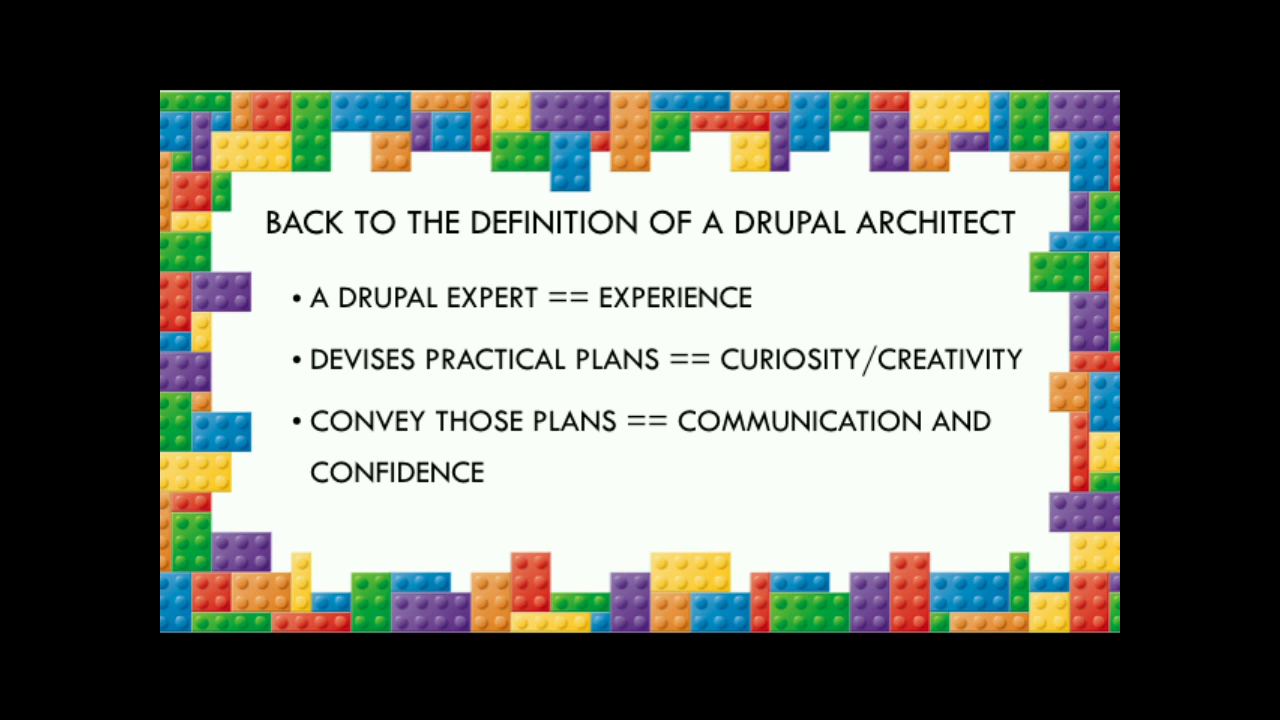 BACK TO THE DEFINITION OF A DRUPAL ARCHITECT
• A DRUPAL EXPERT == EXPERIENCE
• DEVISES PRACTICAL PLANS == CURIOSITY/CREATIVITY
• CONVEY THOSE PLANS == COMMUNICATION AND
CONFIDENCE